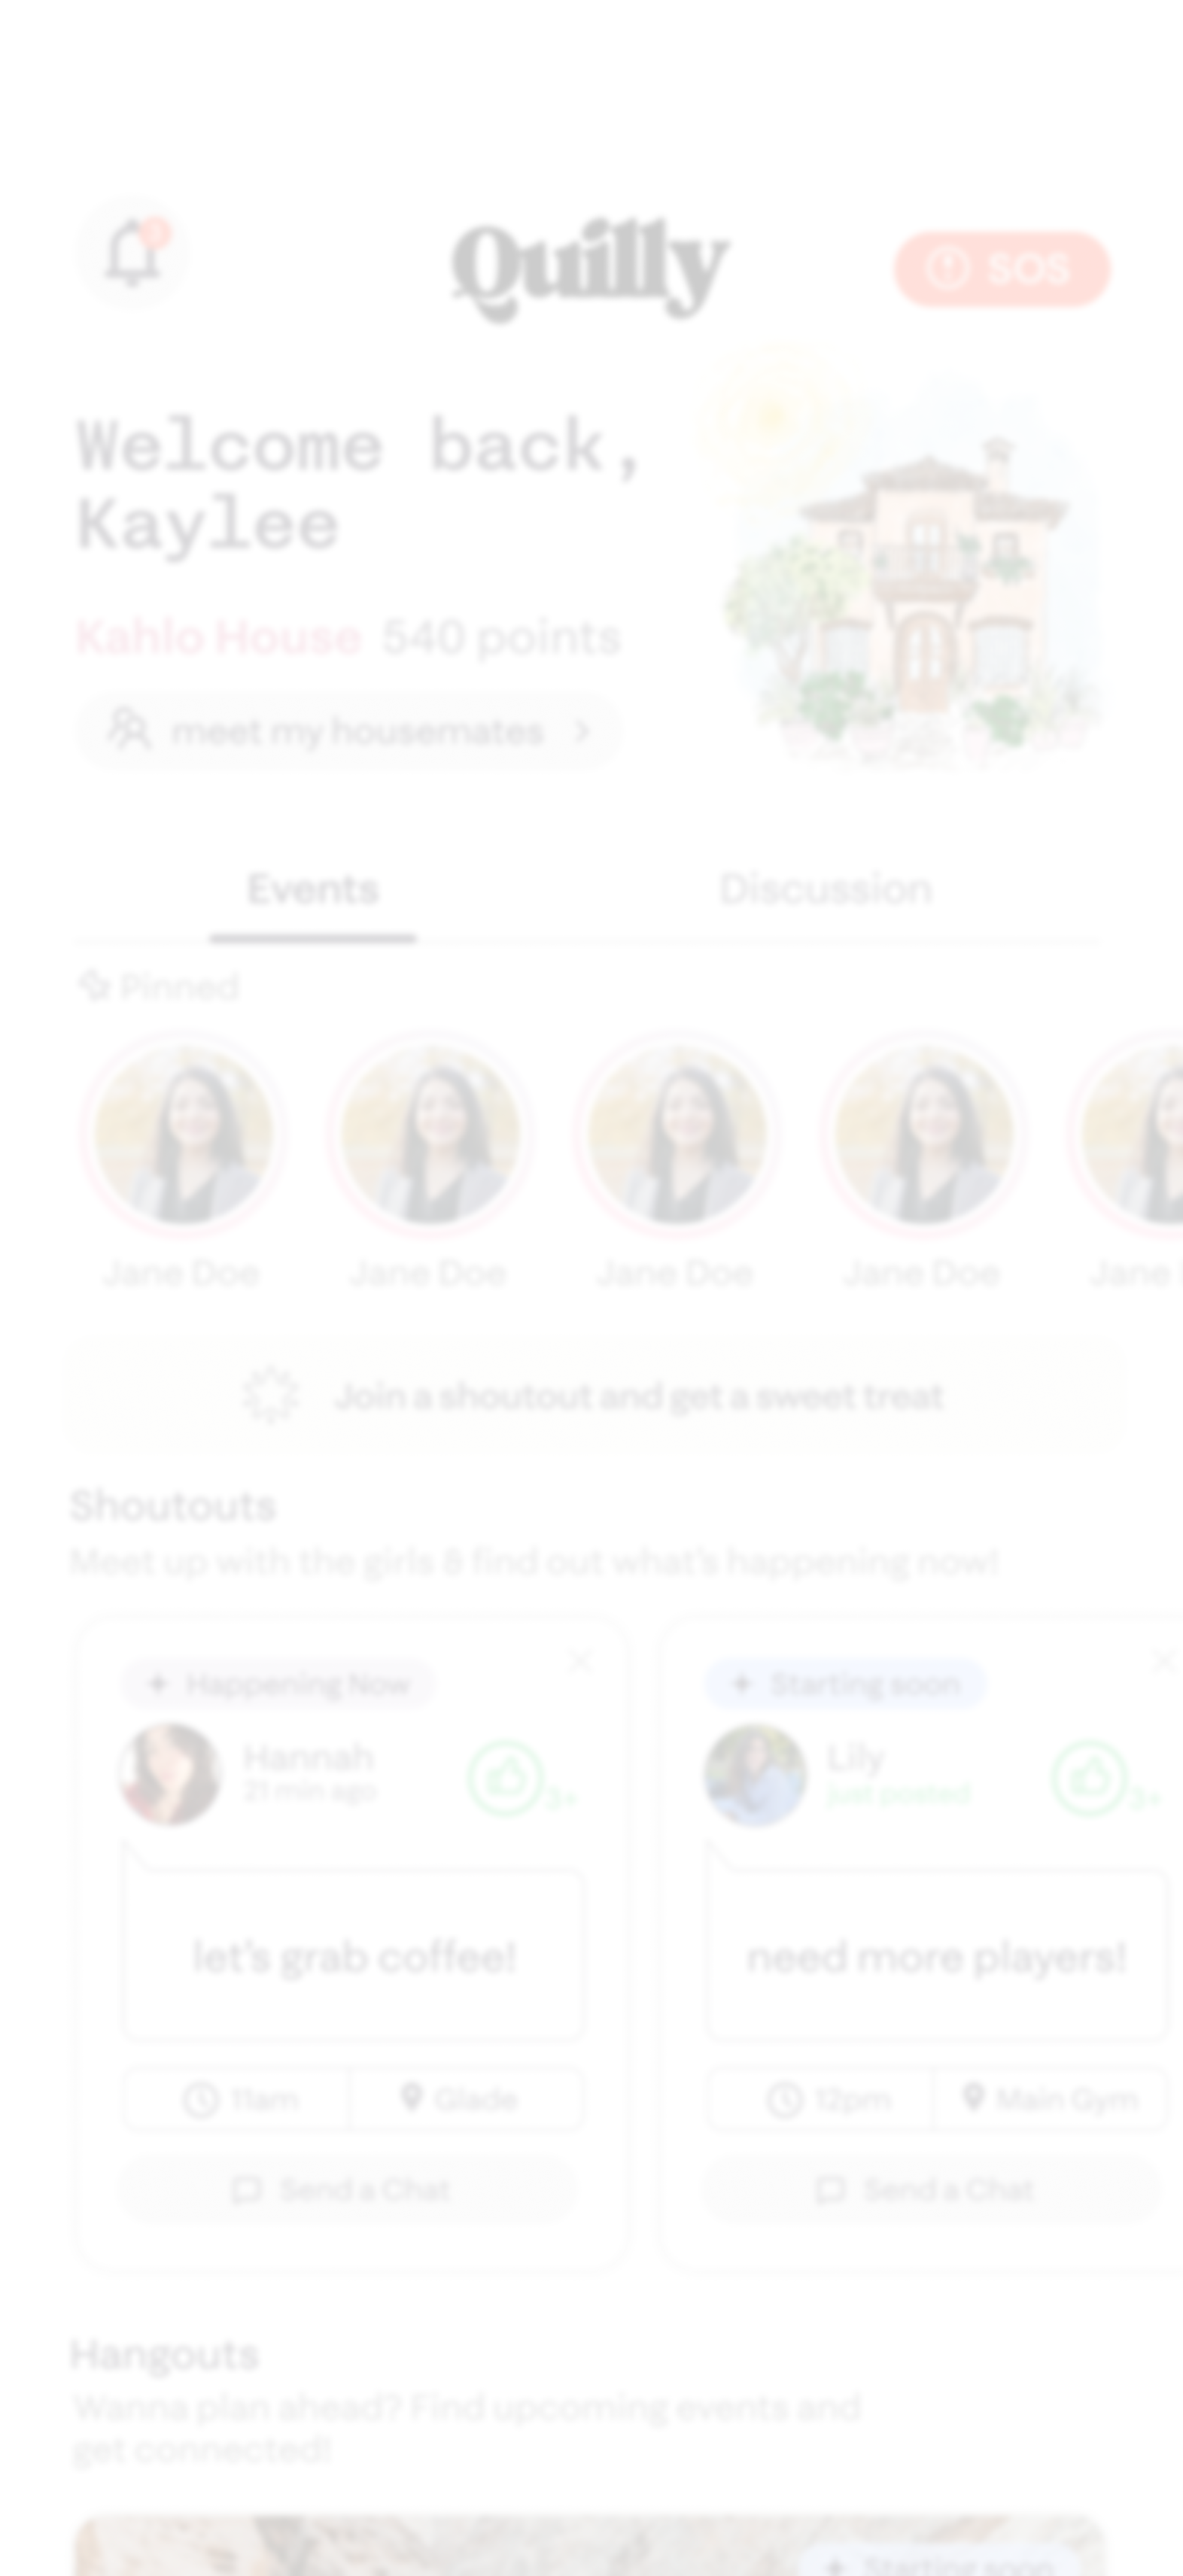 Quilly
SOS
Welcome back,
Kaylee
Kahlo House 540 points
meet my housemates
Events Discussion
Pinned
Jane Doe Jane Doe Jane Doe Jane Doe Jane
Join a shoutout and get a sweet treat
Shoutouts
Meet up with the girls & find out what's happening now!
Happening Now
Hannah
21 min ago
3+
let's grab coffee!
11am Glade
Send a Chat
Starting soon
Lily
just posted
3+
need more players!
12pm Main Gym
Send a Chat
Hangouts
Wanna plan ahead? Find upcoming events and
get connected!
Starting soon